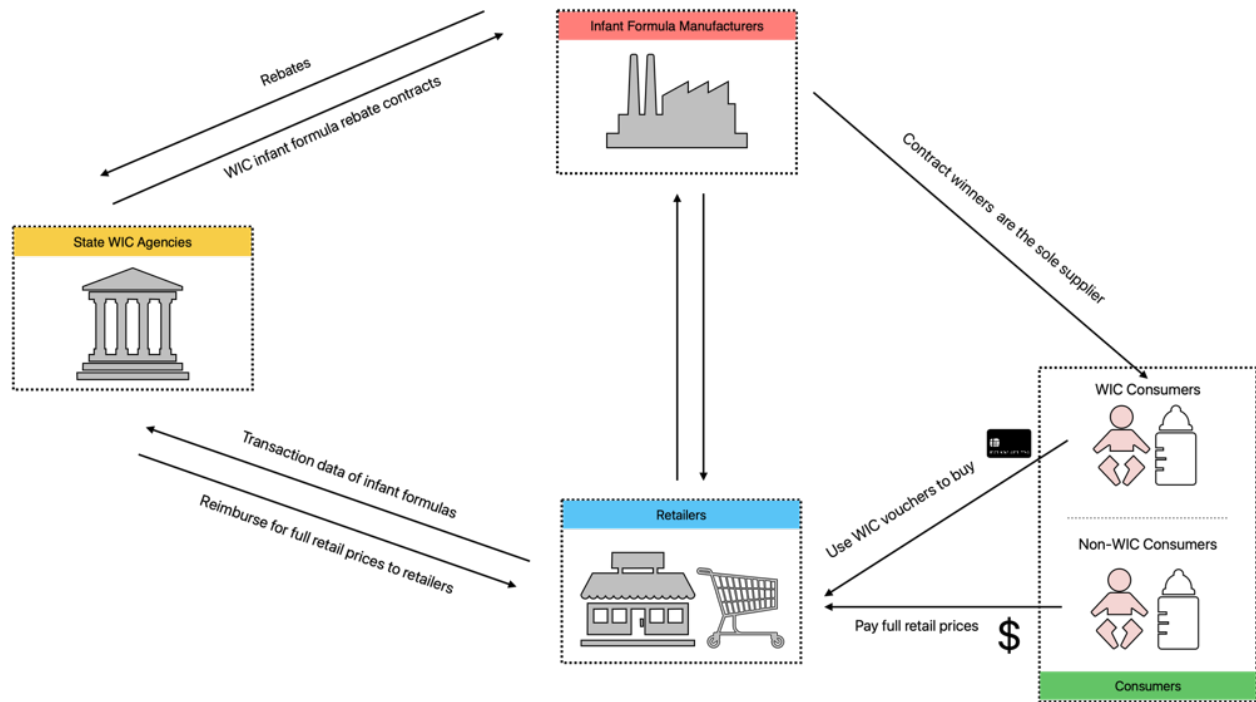 Infant Formula Manufacturers
Rebates
WIC infant formula rebate contracts
Contract winners are the sole supplier
State WIC Agencies
WIC Consumers
Transaction data of infant formulas
Reimburse for full retail prices to retailers
Use WIC vouchers to buy
Retailers
Non-WIC Consumers
Pay full retail prices
$
Consumers